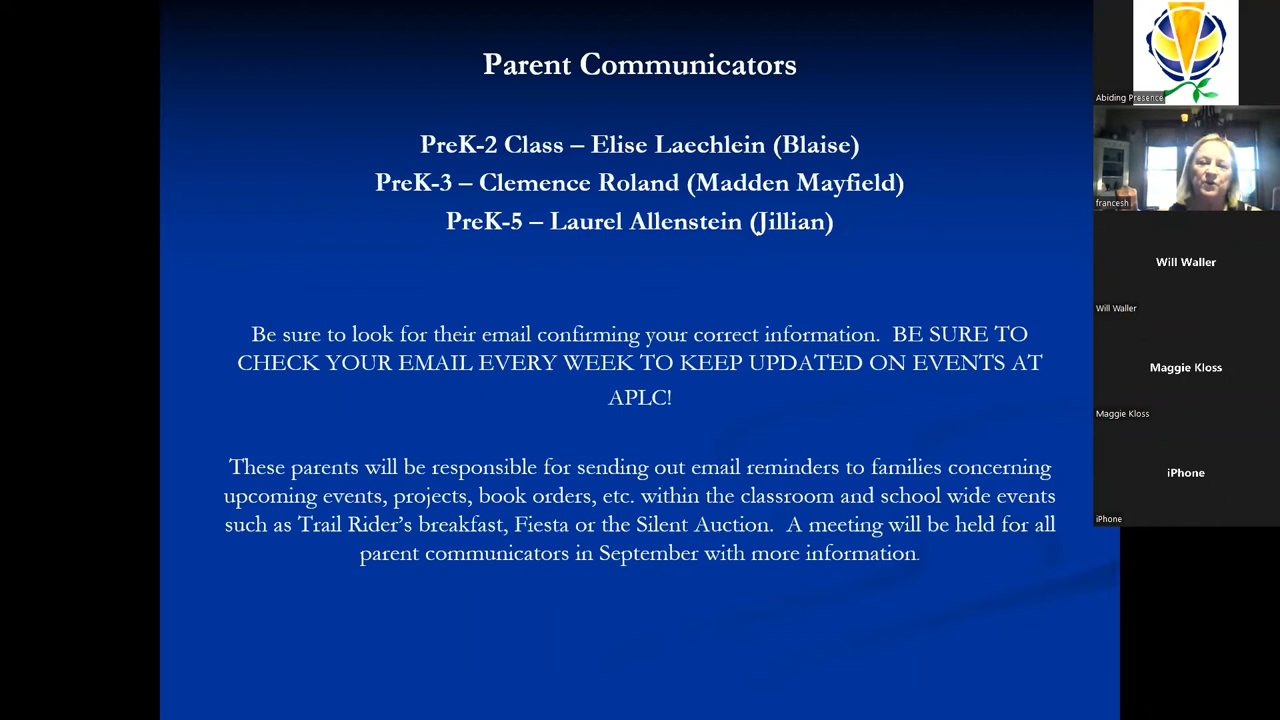 Parent Communicators
PreK-2 Class – Elise Laechlein (Blaise)
PreK-3 – Clemence Roland (Madden Mayfield)
PreK-5 – Laurel Allenstein (Jillian)
Be sure to look for their email confirming your correct information.  BE SURE TO
CHECK YOUR EMAIL EVERY WEEK TO KEEP UPDATED ON EVENTS AT
APLC!
These parents will be responsible for sending out email reminders to families concerning
upcoming events, projects, book orders, etc. within the classroom and school wide events
such as Trail Rider's breakfast, Fiesta or the Silent Auction.  A meeting will be held for all
parent communicators in September with more information.
Abiding Presence
francesh
Will Waller
Will Waller
Maggie Kloss
Maggie Kloss
iPhone
iPhone